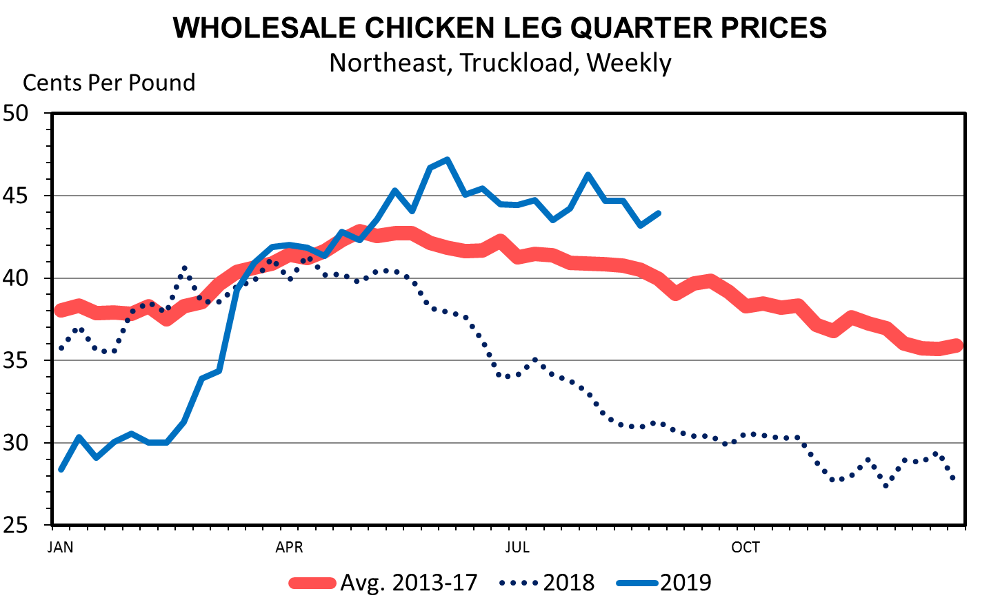 WHOLESALE CHICKEN LEG QUARTER PRICES
Northeast, Truckload, Weekly
Cents Per Pound
50
45
40
35
30
25
JAN APR JUL OCT
Avg. 2013-17 2018 2019